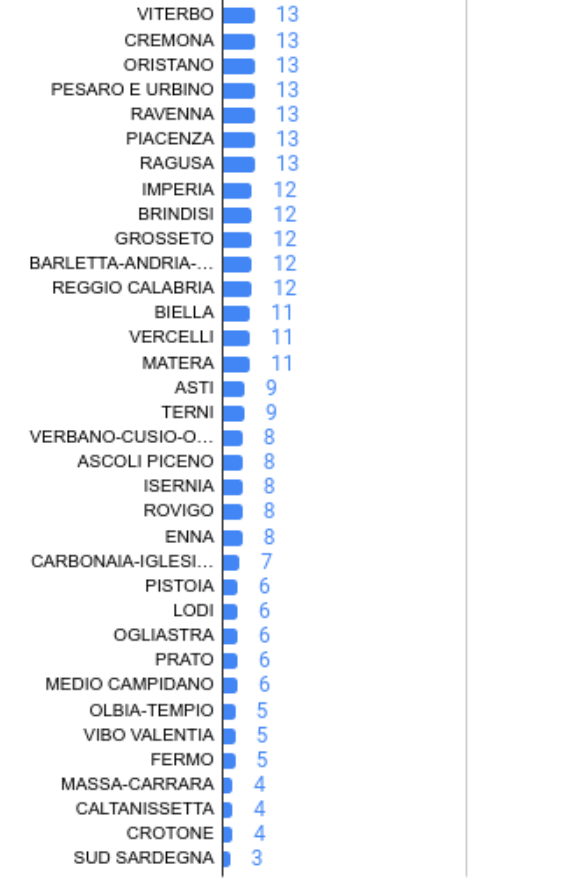 VITERBO 13
CREMONA 13
ORISTANO 13
PESARO E URBINO 13
RAVENNA 13
PIACENZA 13
RAGUSA 13
IMPERIA 12
BRINDISI 12
GROSSETO 12
BARLETTA-ANDRIA-... 12
REGGIO CALABRIA 12
BIELLA 11
VERCELLI 11
MATERA 11
ASTI 9
TERNI 9
VERBANO-CUSIO-O... 8
ASCOLI PICENO 8
ISERNIA 8
ROVIGO 8
ENNA 8
CARBONAIA-IGLESI... 7
PISTOIA 6
LODI 6
OGLIASTRA 6
PRATO 6
MEDIO CAMPIDANO 6
OLBIA-TEMPIO 5
VIBO VALENTIA 5
FERMO 5
MASSA-CARRARA 4
CALTANISSETTA 4
CROTONE 4
SUD SARDEGNA 3